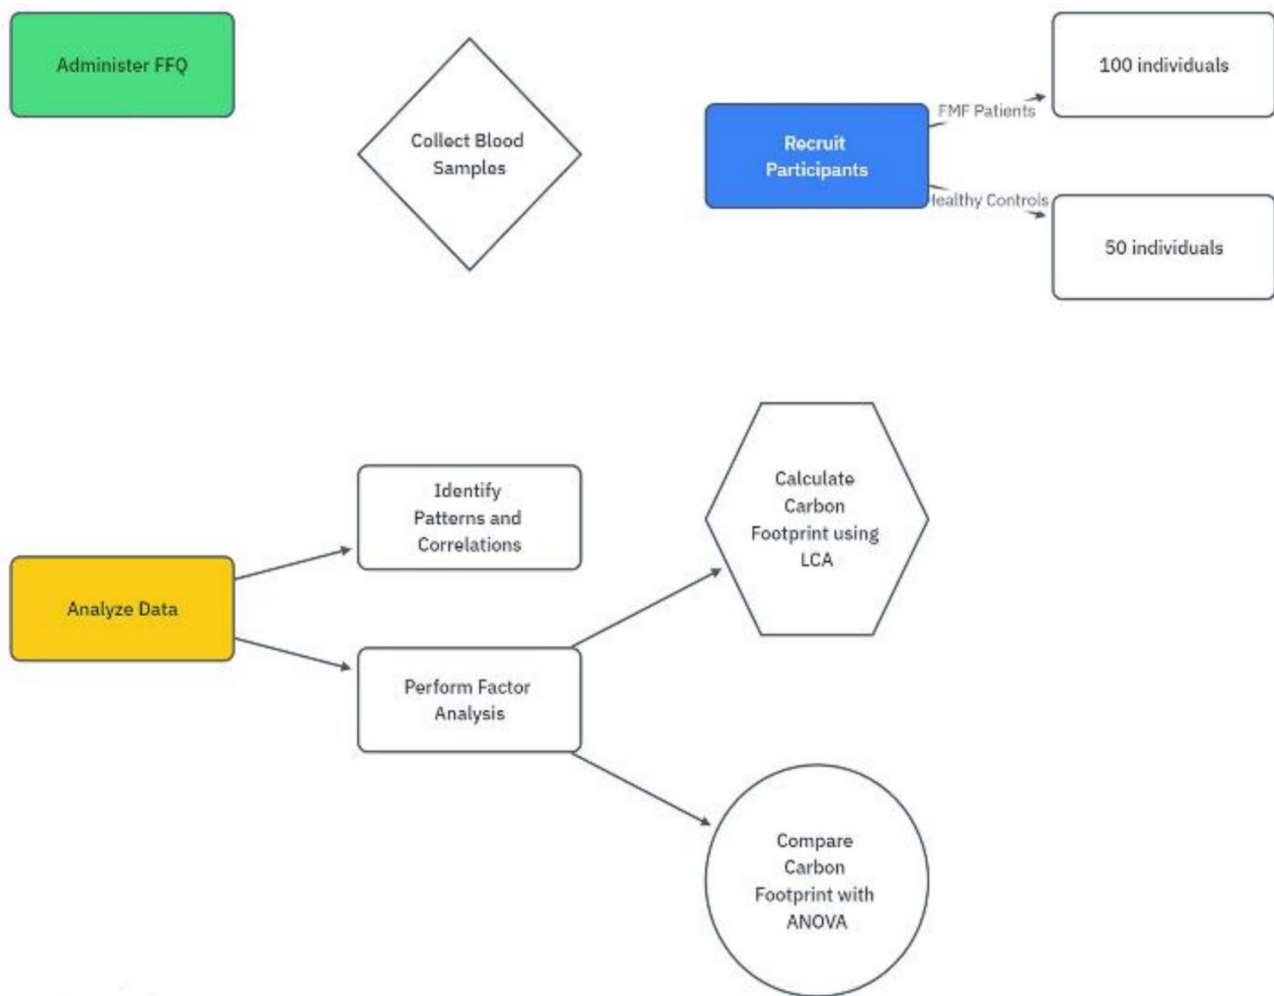 Administer FFQ
Collect Blood
Samples
Recruit
Participants
FMF Patients
Healthy Controls
100 individuals
50 individuals
Identify
Patterns and
Correlations
Analyze Data
Perform Factor
Analysis
Calculate
Carbon
Footprint using
LCA
Compare
Carbon
Footprint with
ANOVA